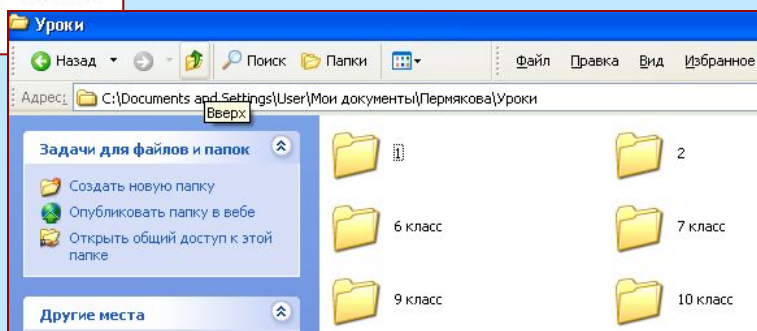 Уроки
Назад Поиск Папки Файл Правка Вид Избранное
Адрес: C:\Documents and Settings\User\Мои документы\Пермякова\Уроки
Вверх
Задачи для файлов и папок
Создать новую папку
Опубликовать папку в вебе
Открыть общий доступ к этой
папке
Другие места
1 2
6 класс 7 класс
9 класс 10 класс